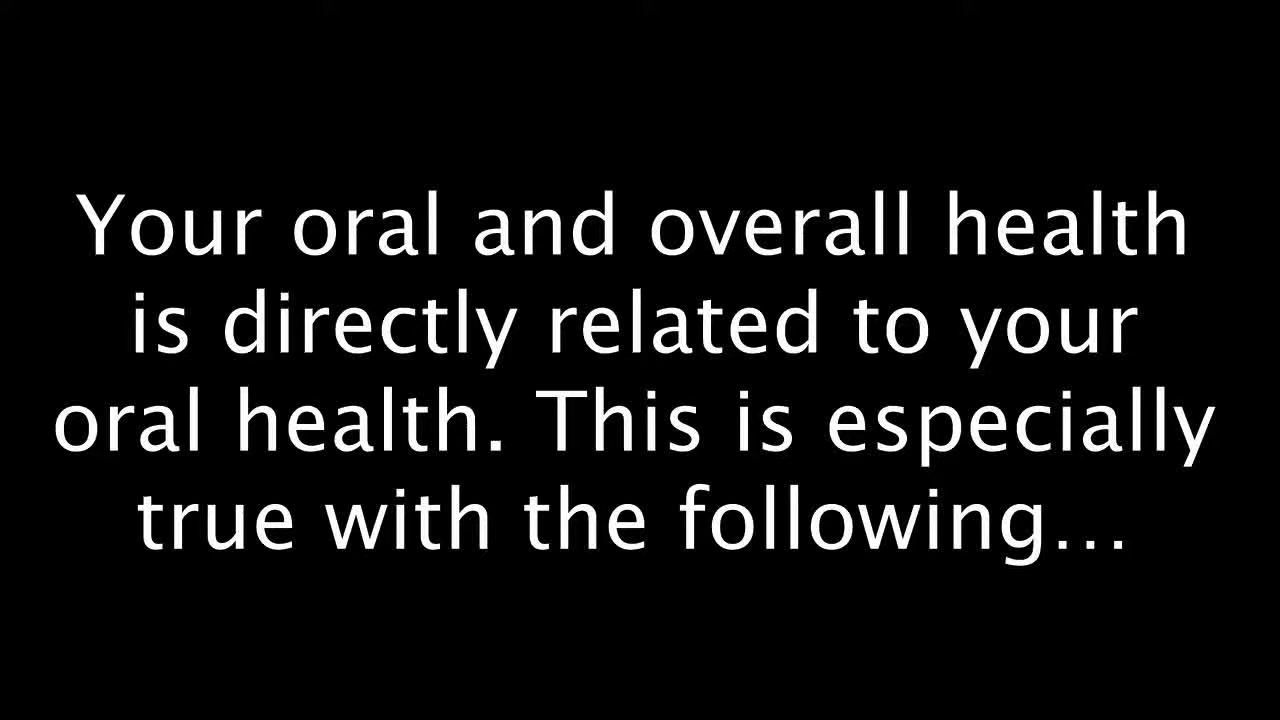 Your oral and overall health
is directly related to your
oral health. This is especially
true with the following...